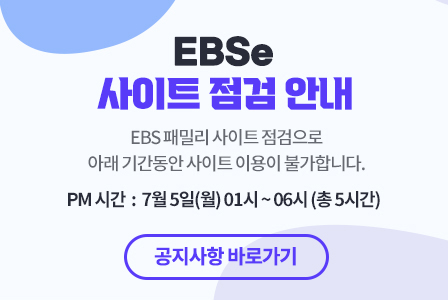 EBSe
사이트 점검 안내
EBS 패밀리 사이트 점검으로
아래 기간동안 사이트 이용이 불가합니다.
PM 시간 : 7월 5일(월) 01시 ~ 06시 (총 5시간)
공지사항 바로가기